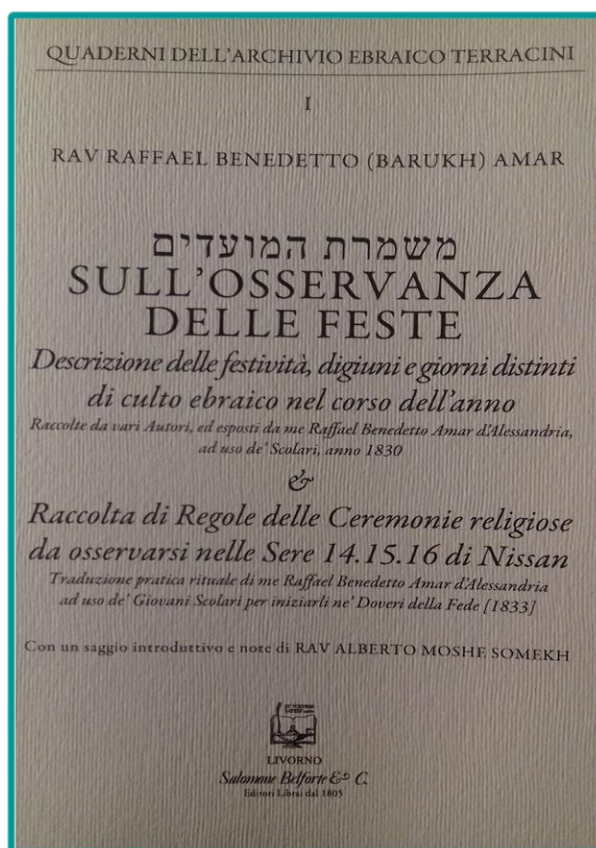 QUADERNI DELL'ARCHIVIO EBRAICO TERRACINI
I
RAV RAFFAEL BENEDETTO (BARUKH) AMAR
משמרת המועדים
SULL'OSSERVANZA
DELLE FESTE
Descrizione delle festività, digiuni e giorni distinti
di culto ebraico nel corso dell'anno
Raccolte da vari Autori, ed esposti da me Raffael Benedetto Amar d'Alessandria,
ad uso de' Scolari, anno 1830
&
Raccolta di Regole delle Ceremonie religiose
da osservarsi nelle Sere 14.15.16 di Nissan
Traduzione pratica rituale di me Raffael Benedetto Amar d'Alessandria
ad uso de' Giovani Scolari per iniziarli ne' Doveri della Fede [1833]
Con un saggio introduttivo e note di RAV ALBERTO MOSHE SOMEKH
LIVORNO
Salomone Belforte & C.
Editori Librai dal 1805